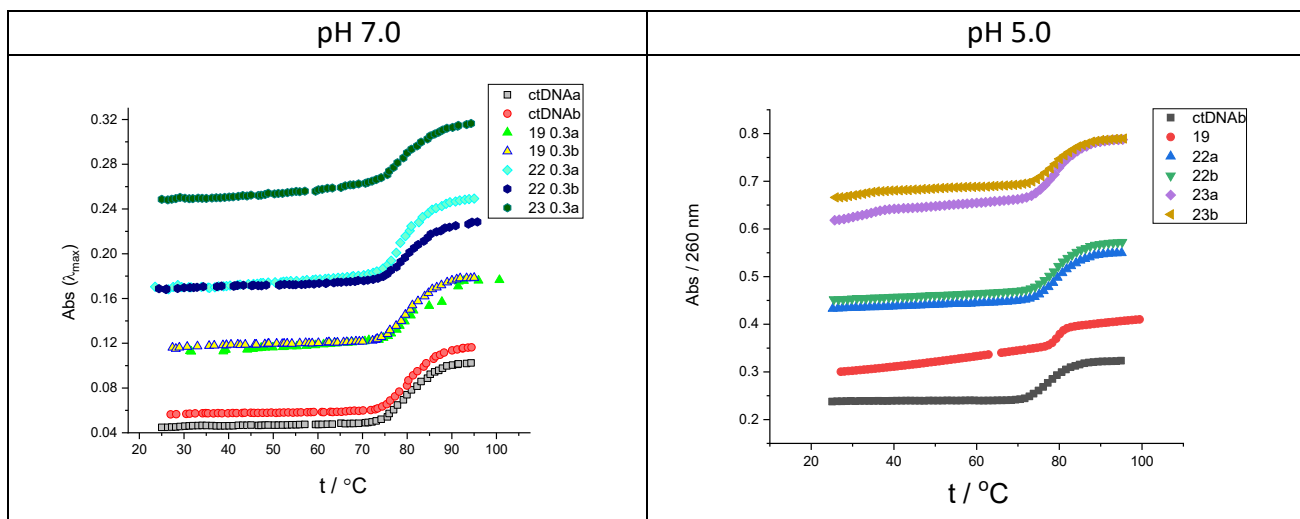 pH 7.0
pH 5.0
ctDNAa
ctDNAb
19 0.3a
19 0.3b
22 0.3a
22 0.3b
23 0.3a
0.32
0.28
0.24
0.20
0.16
0.12
0.08
0.04
Abs (λmax)
20 30 40 50 60 70 80 90 100
t / °C
ctDNAb
19
22a
22b
23a
23b
0.8
0.7
0.6
0.5
0.4
0.3
0.2
Abs / 260 nm
20 40 60 80 100
t / °C